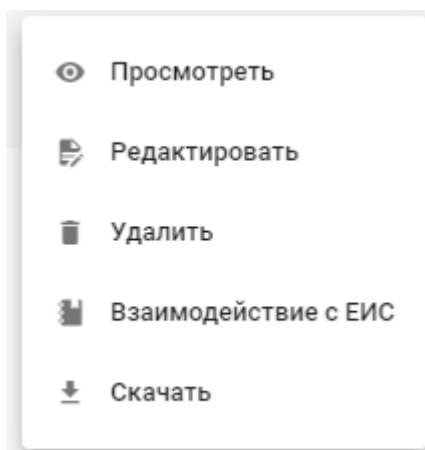 Просмотреть
Редактировать
Удалить
Взаимодействие с ЕИС
Скачать